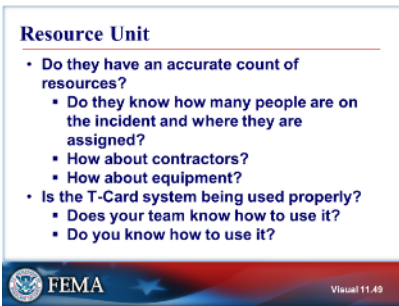 Resource Unit
• Do they have an accurate count of
resources?
▪ Do they know how many people are on
the incident and where they are
assigned?
▪ How about contractors?
▪ How about equipment?
• Is the T-Card system being used properly?
▪ Does your team know how to use it?
▪ Do you know how to use it?
FEMA
Visual 11.49